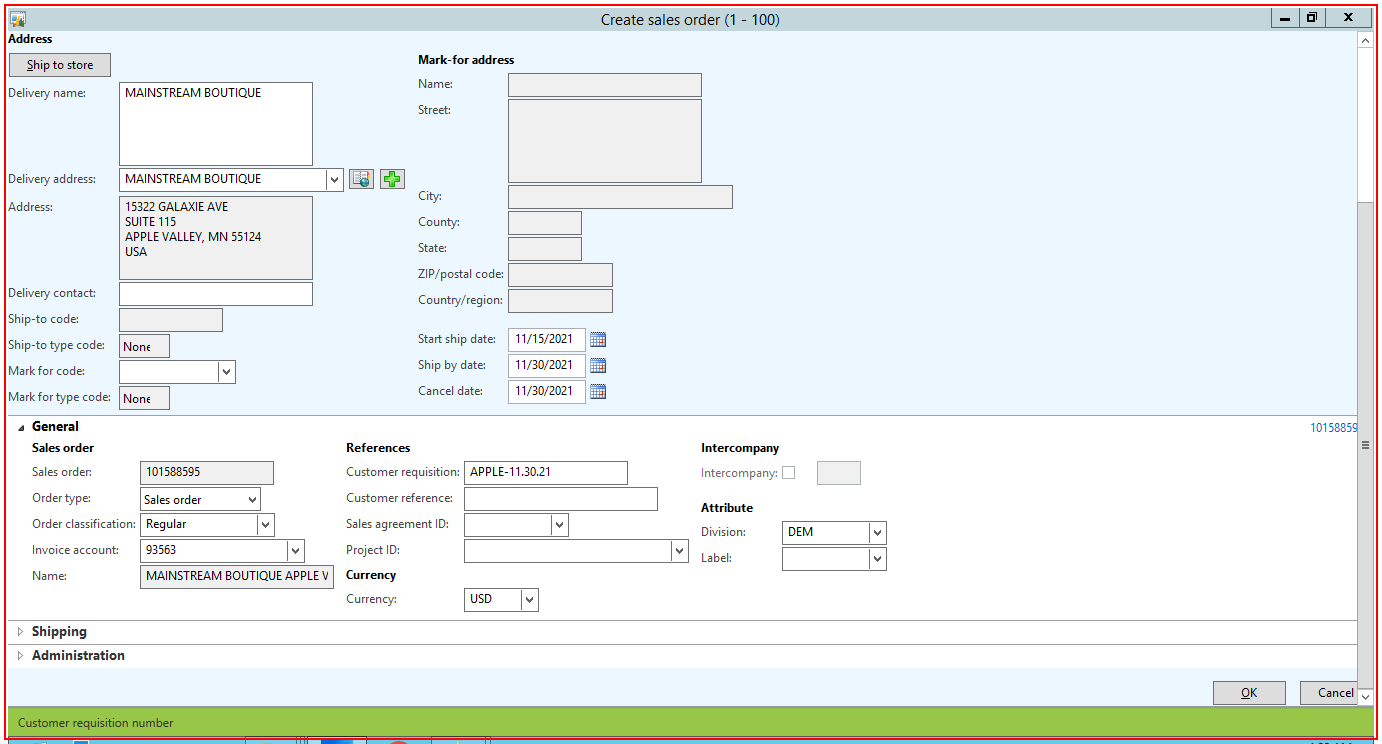 Create sales order (1 - 100)
Address
Ship to store
Delivery name:
MAINSTREAM BOUTIQUE
Delivery address:
MAINSTREAM BOUTIQUE
Address:
15322 GALAXIE AVE
SUITE 115
APPLE VALLEY, MN 55124
USA
Delivery contact:
Ship-to code:
Ship-to type code:
None
Mark for code:
Mark for type code:
None
Mark-for address
Name:
Street:
City:
County:
State:
ZIP/postal code:
Country/region:
Start ship date:
11/15/2021
Ship by date:
11/30/2021
Cancel date:
11/30/2021
General
10158859
Sales order
Sales order:
101588595
Order type:
Sales order
Order classification:
Regular
Invoice account:
93563
Name:
MAINSTREAM BOUTIQUE APPLE V
References
Customer requisition:
APPLE-11.30.21
Customer reference:
Sales agreement ID:
Project ID:
Currency
Currency:
USD
Intercompany
Intercompany:
Attribute
Division:
DEM
Label:
Shipping
Administration
OK
Cancel
Customer requisition number